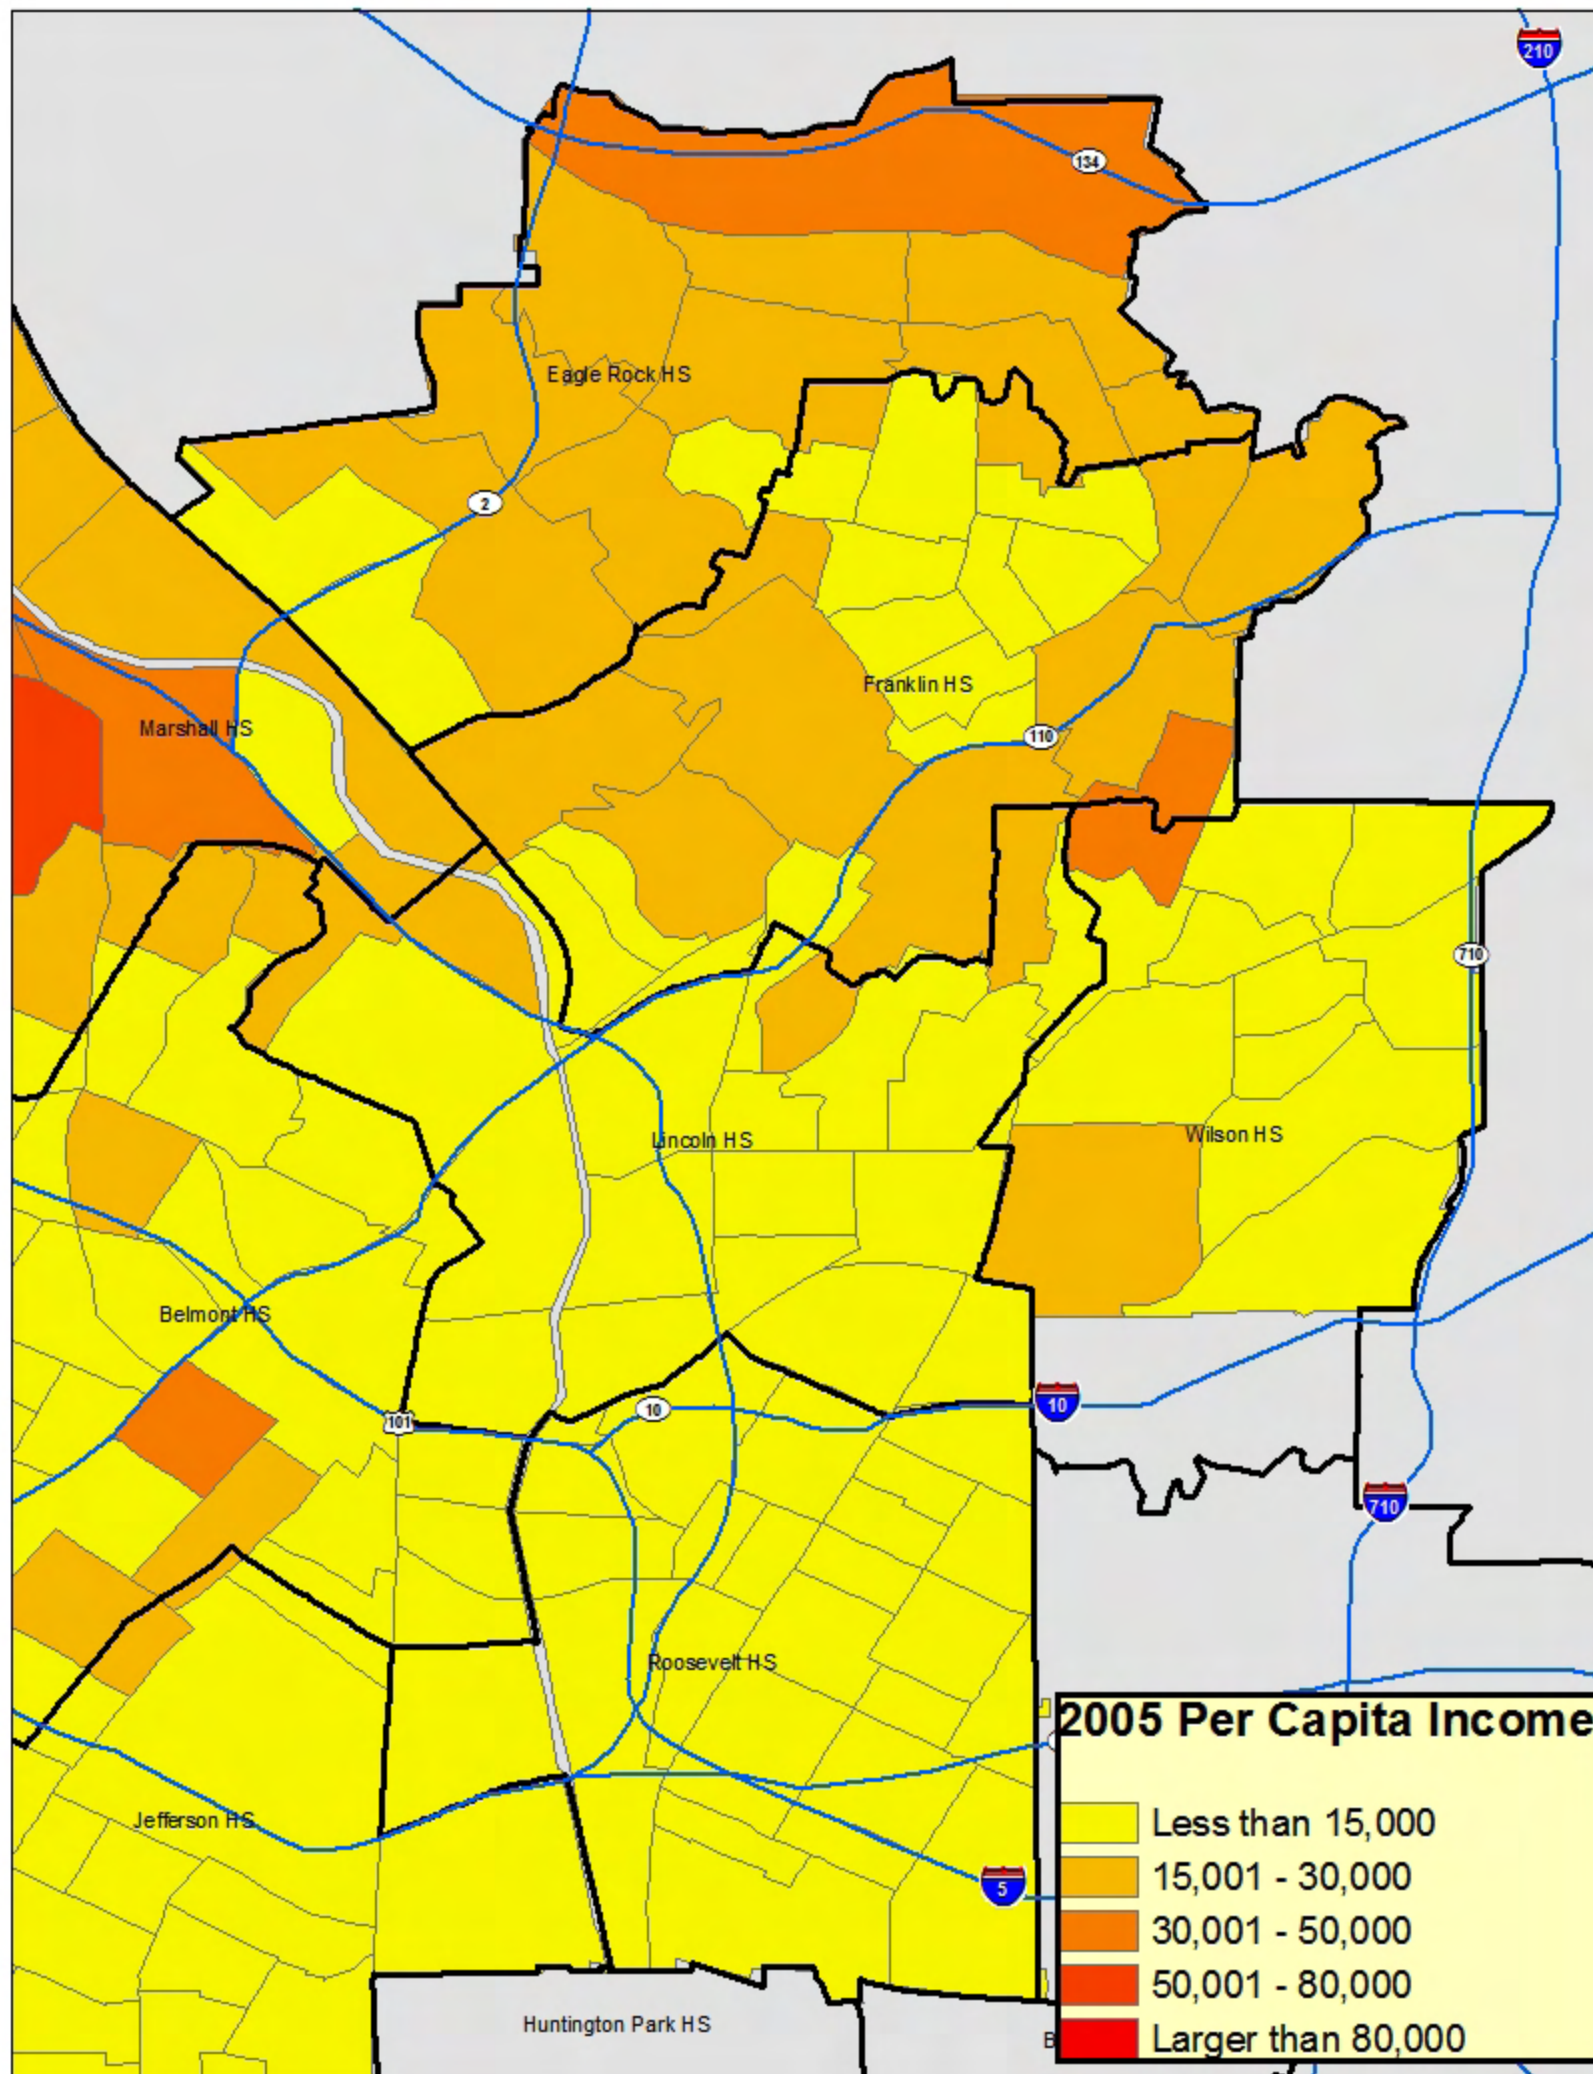 210
134
Eagle Rock HS
2
Franklin HS
Marshall HS
110
710
Lincoln HS
Wilson HS
Belmont HS
10
10
101
710
Roosevelt HS
2005 Per Capita Income
Jefferson HS
Less than 15,000
15,001 - 30,000
5
30,001 - 50,000
50,001 - 80,000
Huntington Park HS
B
Larger than 80,000